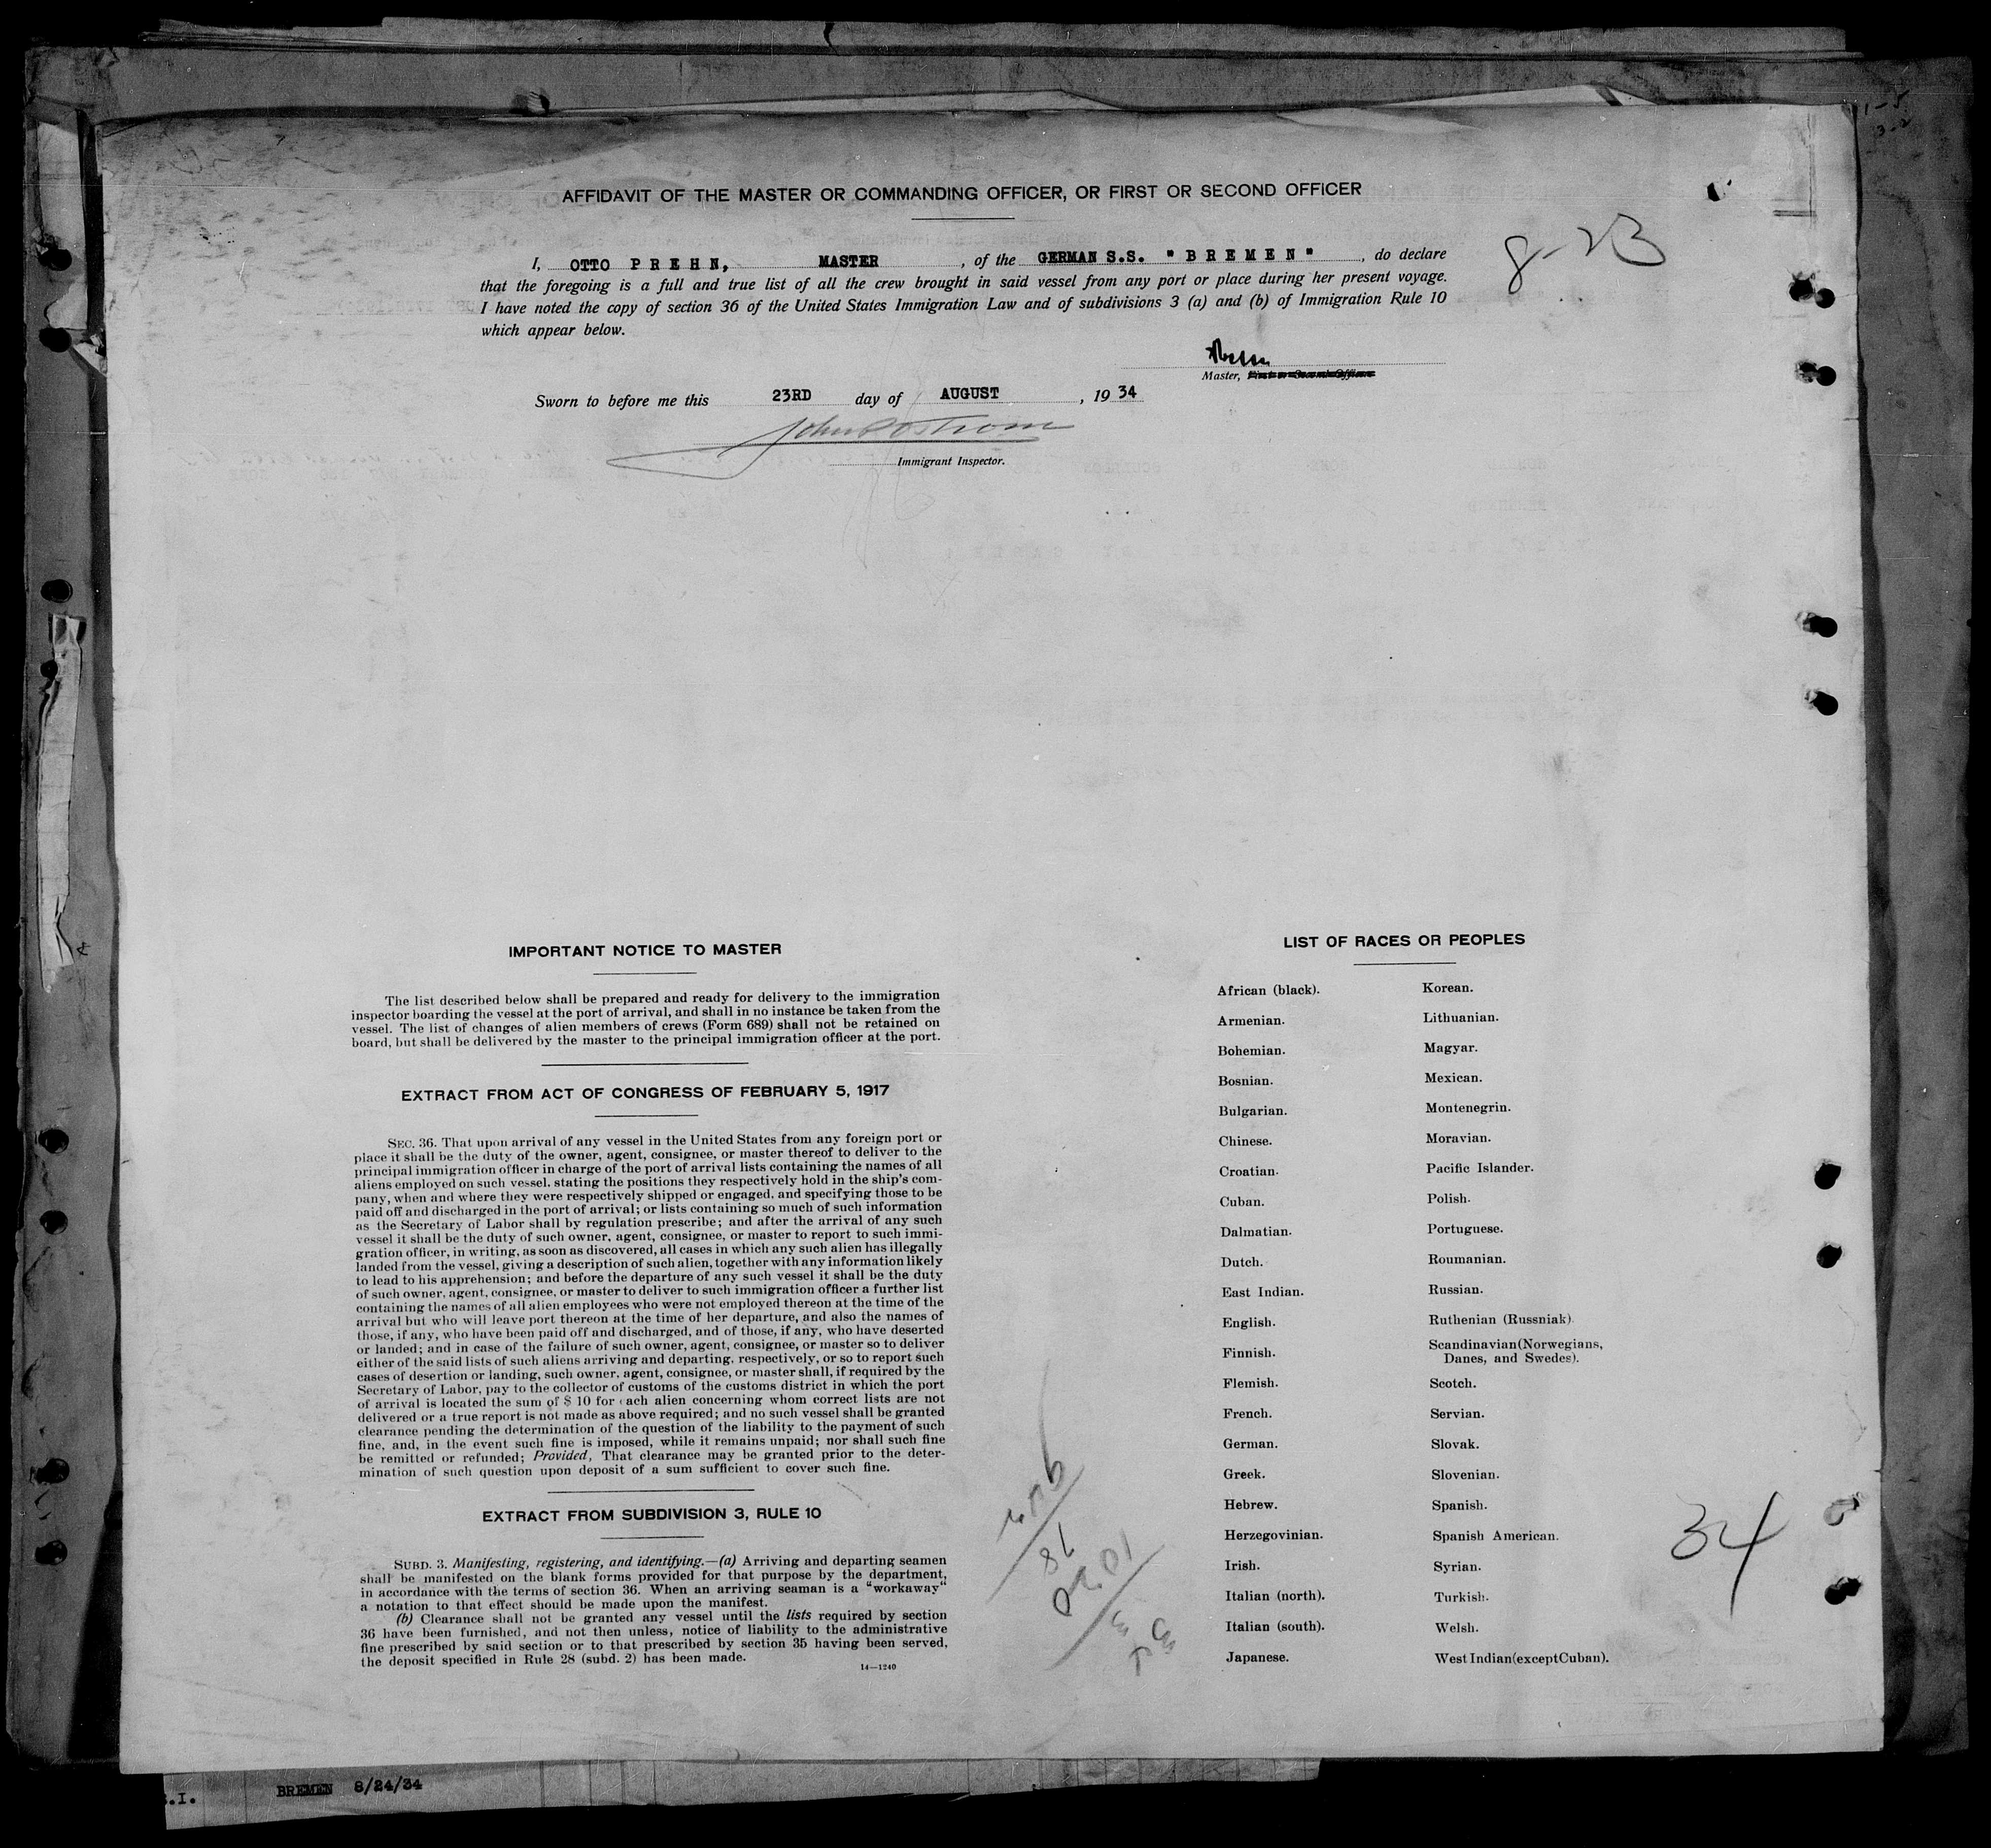 AFFIDAVIT OF THE MASTER OR COMMANDING OFFICER, OR FIRST OR SECOND OFFICER
8-23
I, OTTO PREHN, MASTER, of the GERMAN S.S. "BREMEN", do declare
that the foregoing is a full and true list of all the crew brought in said vessel from any port or place during her present voyage.
I have noted the copy of section 36 of the United States Immigration Law and of subdivisions 3 (a) and (b) of Immigration Rule 10
which appear below.
Prehn
Master, First or Second Officer.
Sworn to before me this 23RD day of AUGUST, 1934
Immigrant Inspector.
IMPORTANT NOTICE TO MASTER
The list described below shall be prepared and ready for delivery to the immigration
inspector boarding the vessel at the port of arrival, and shall in no instance be taken from the
vessel. The list of changes of alien members of crews (Form 689) shall not be retained on
board, but shall be delivered by the master to the principal immigration officer at the port.
EXTRACT FROM ACT OF CONGRESS OF FEBRUARY 5, 1917
SEC. 36. That upon arrival of any vessel in the United States from any foreign port or
place it shall be the duty of the owner, agent, consignee, or master thereof to deliver to the
principal immigration officer in charge of the port of arrival lists containing the names of all
aliens employed on such vessel. stating the positions they respectively hold in the ship's com-
pany, when and where they were respectively shipped or engaged, and specifying those to be
paid off and discharged in the port of arrival; or lists containing so much of such information
as the Secretary of Labor shall by regulation prescribe; and after the arrival of any such
vessel it shall be the duty of such owner, agent, consignee, or master to report to such immi-
gration officer, in writing, as soon as discovered, all cases in which any such alien has illegally
landed from the vessel, giving a description of such alien, together with any information likely
to lead to his apprehension; and before the departure of any such vessel it shall be the duty
of such owner, agent, consignee, or master to deliver to such immigration officer a further list
containing the names of all alien employees who were not employed thereon at the time of the
arrival but who will leave port thereon at the time of her departure, and also the names of
those, if any, who have been paid off and discharged, and of those, if any, who have deserted
or landed; and in case of the failure of such owner, agent, consignee, or master so to deliver
either of the said lists of such aliens arriving and departing, respectively, or so to report such
cases of desertion or landing, such owner, agent, consignee, or master shall, if required by the
Secretary of Labor, pay to the collector of customs of the customs district in which the port
of arrival is located the sum of $ 10 for each alien concerning whom correct lists are not
delivered or a true report is not made as above required; and no such vessel shall be granted
clearance pending the determination of the question of the liability to the payment of such
fine, and, in the event such fine is imposed, while it remains unpaid; nor shall such fine
be remitted or refunded; Provided, That clearance may be granted prior to the deter-
mination of such question upon deposit of a sum sufficient to cover such fine.
EXTRACT FROM SUBDIVISION 3, RULE 10
SUBD. 3. Manifesting, registering, and identifying.—(a) Arriving and departing seamen
shall be manifested on the blank forms provided for that purpose by the department,
in accordance with the terms of section 36. When an arriving seaman is a "workaway"
a notation to that effect should be made upon the manifest.
(b) Clearance shall not be granted any vessel until the lists required by section
36 have been furnished, and not then unless, notice of liability to the administrative
fine prescribed by said section or to that prescribed by section 35 having been served,
the deposit specified in Rule 28 (subd. 2) has been made.
14—1240
LIST OF RACES OR PEOPLES
African (black).
Armenian.
Bohemian.
Bosnian.
Bulgarian.
Chinese.
Croatian.
Cuban.
Dalmatian.
Dutch.
East Indian.
English.
Finnish.
Flemish.
French.
German.
Greek.
Hebrew.
Herzegovinian.
Irish.
Italian (north).
Italian (south).
Japanese.
Korean.
Lithuanian.
Magyar.
Mexican.
Montenegrin.
Moravian.
Pacific Islander.
Polish.
Portuguese.
Roumanian.
Russian.
Ruthenian (Russniak).
Scandinavian (Norwegians,
Danes, and Swedes).
Scotch.
Servian.
Slovak.
Slovenian.
Spanish.
Spanish American.
Syrian.
Turkish.
Welsh.
West Indian (except Cuban).
34
BREMEN 8/24/34